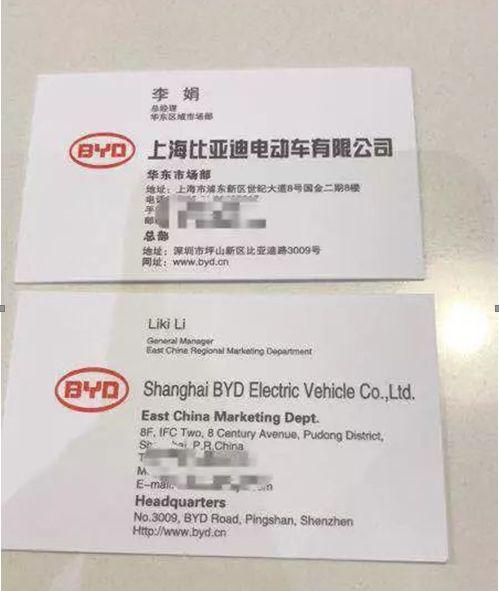 李 娟
总经理
华东区域市场部
BYD
上海比亚迪电动车有限公司
华东市场部
地址：上海市浦东新区世纪大道8号国金二期8楼
电话
手
邮
总部
地址：深圳市坪山新区比亚迪路3009号
网址：www.byd.cn
Liki Li
General Manager
East China Regional Marketing Department
BYD
Shanghai BYD Electric Vehicle Co.,Ltd.
East China Marketing Dept.
8F, IFC Two, 8 Century Avenue, Pudong District,
P.R.China
T
M
E-mail:
Headquarters
No.3009, BYD Road, Pingshan, Shenzhen
Http://www.byd.cn